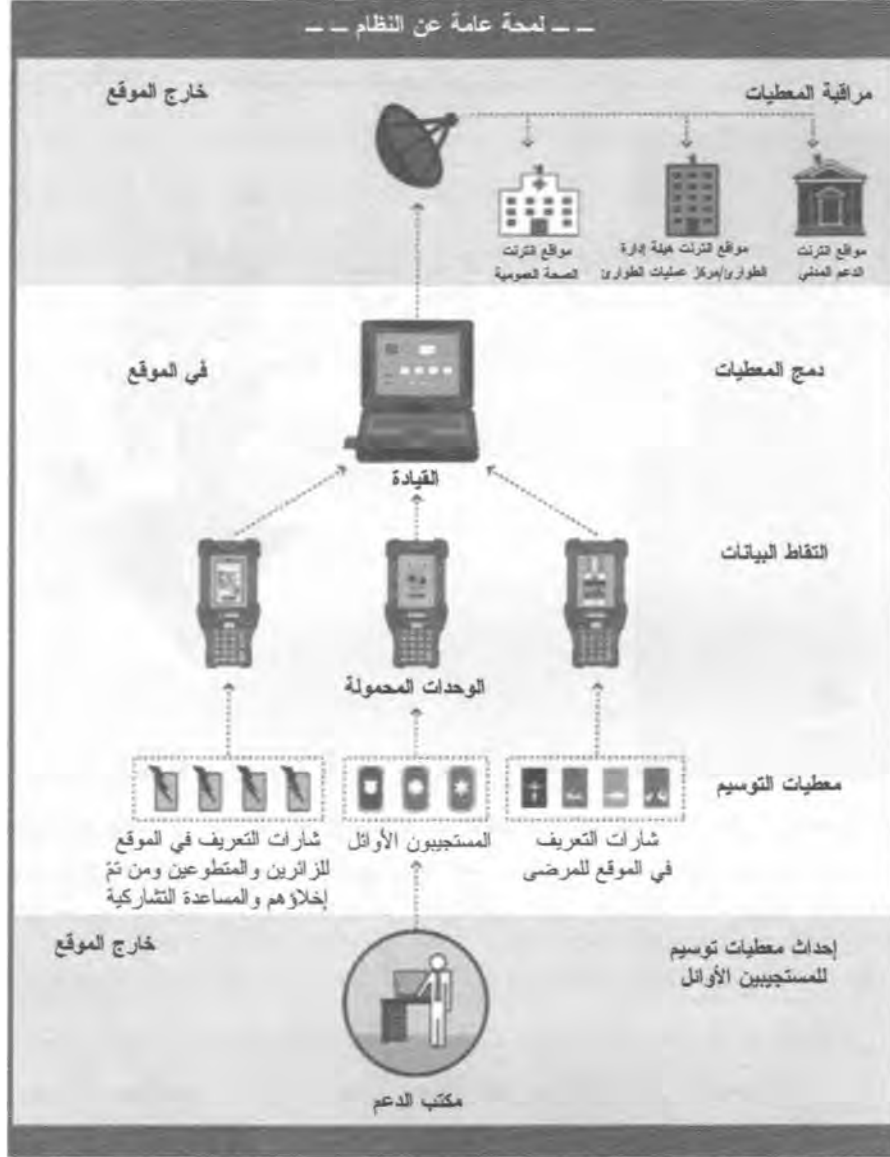 لمحة عامة عن النظام
مراقبة المعطيات
خارج الموقع
مواقع انترنت
الدعم المدني
مواقع انترنت هيئة إدارة
الطوارئ/مركز عمليات الطوارئ
مواقع انترنت
الصحة العمومية
دمج المعطيات
في الموقع
القيادة
التقاط البيانات
الوحدات المحمولة
معطيات التوسيم
شارات التعريف
في الموقع للمرضى
المستجيبون الأوائل
شارات التعريف في الموقع
للزائرين والمتطوعين ومن تمّ
إخلاؤهم والمساعدة التشاركية
إحداث معطيات توسيم
للمستجيبين الأوائل
خارج الموقع
مكتب الدعم